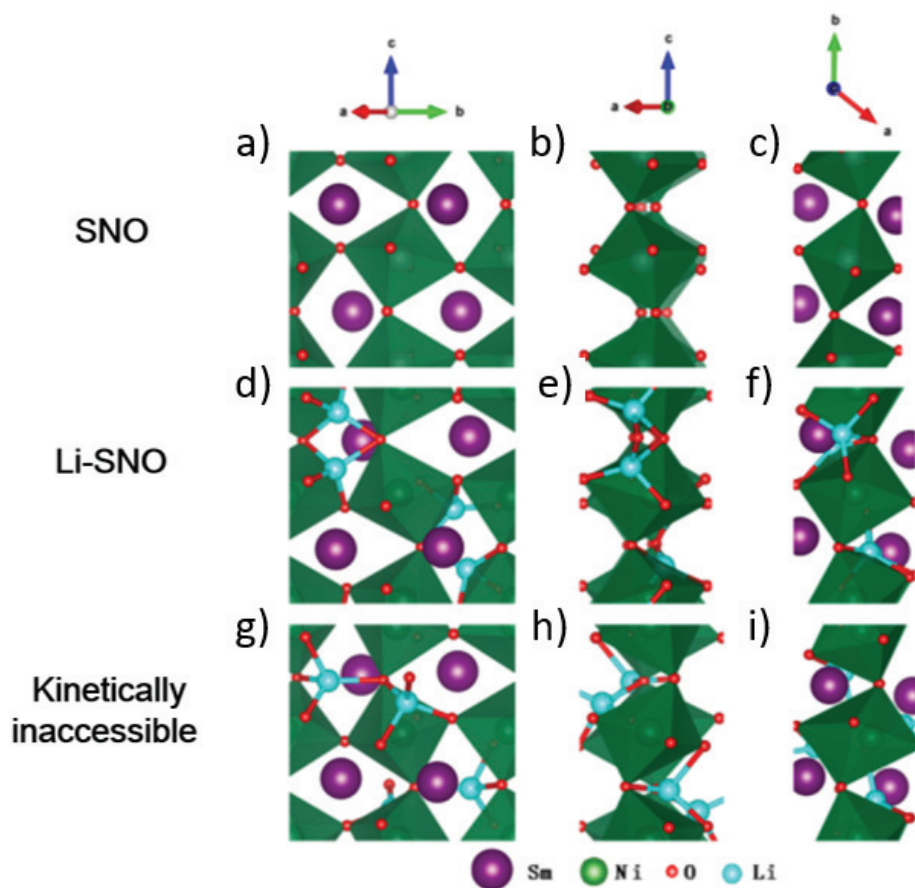 c
a
b
c
a
b
b
c
a
a)
b)
c)
SNO
d)
e)
f)
Li-SNO
g)
h)
i)
Kinetically
inaccessible
Sm
Ni
O
Li